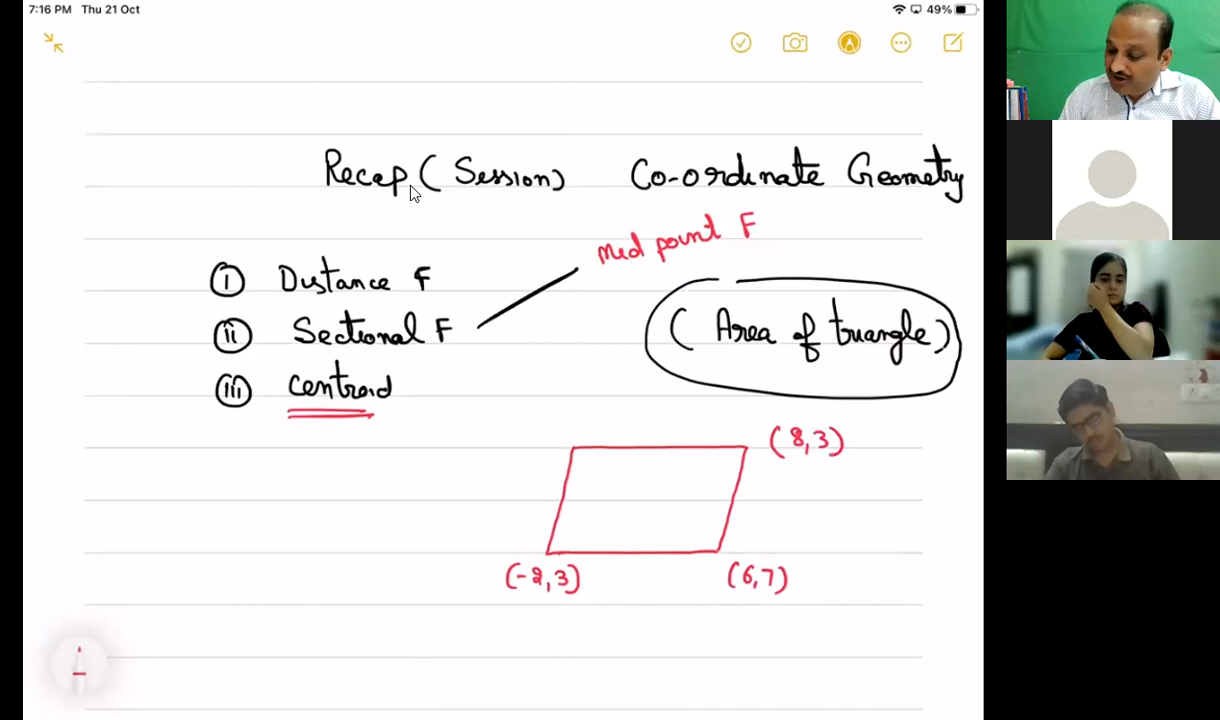 7:16 PM Thu 21 Oct
49%
Recap (Session) Co-ordinate Geometry
mid point F
(i) Distance F
(ii) Sectional F
(Area of triangle)
(iii) Centroid
(8,3)
(-2,3)
(6,7)